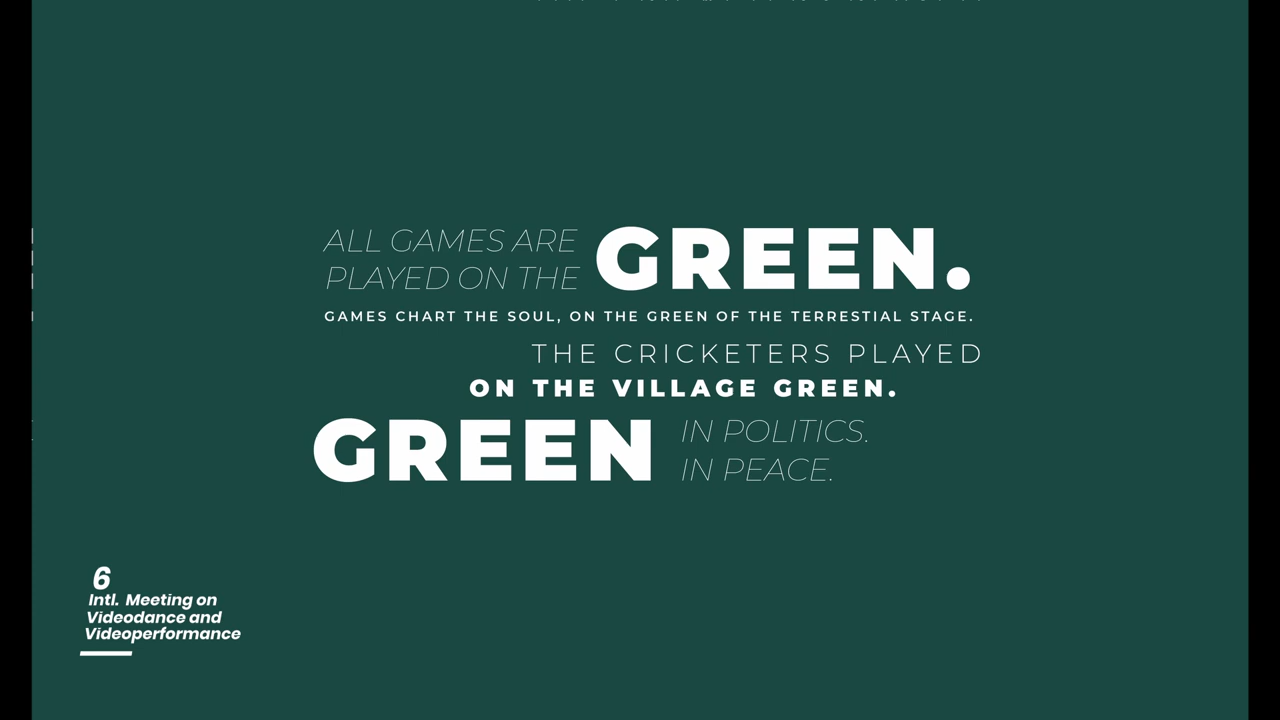 ALL GAMES ARE
PLAYED ON THE
GREEN.
GAMES CHART THE SOUL, ON THE GREEN OF THE TERRESTIAL STAGE.
THE CRICKETERS PLAYED
ON THE VILLAGE GREEN.
GREEN
IN POLITICS.
IN PEACE.
6
Intl. Meeting on
Videodance and
Videoperformance